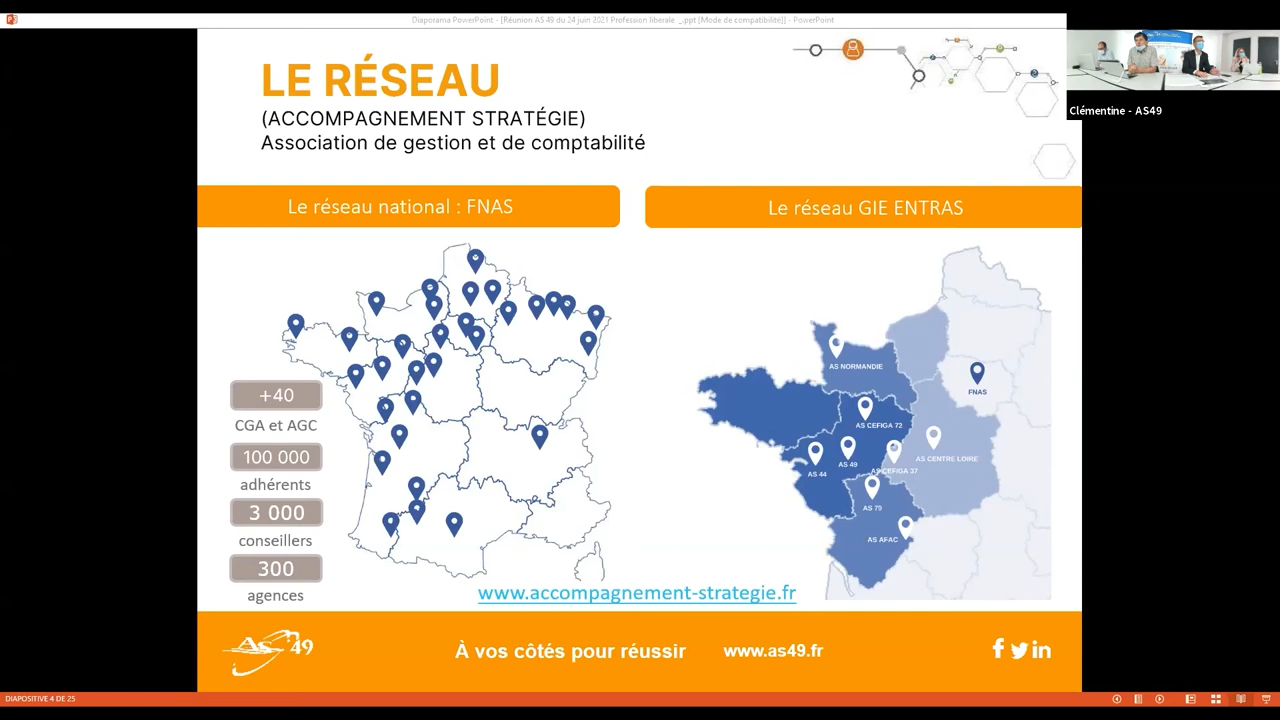 Diaporama PowerPoint - [Réunion AS 49 du 24 juin 2021 Profession liberale _.ppt [Mode de compatibilité]] - PowerPoint
Clémentine - AS49
LE RÉSEAU
(ACCOMPAGNEMENT STRATÉGIE)
Association de gestion et de comptabilité
Le réseau national : FNAS
Le réseau GIE ENTRAS
+40
CGA et AGC
100 000
adhérents
3 000
conseillers
300
agences
AS NORMANDIE
FNAS
AS CEFIGA 72
AS CENTRE LOIRE
AS 49
AS 44
AS CEFIGA 37
AS 79
AS AFAC
www.accompagnement-strategie.fr
As 49
À vos côtés pour réussir
www.as49.fr
DIAPOSITIVE 4 DE 25